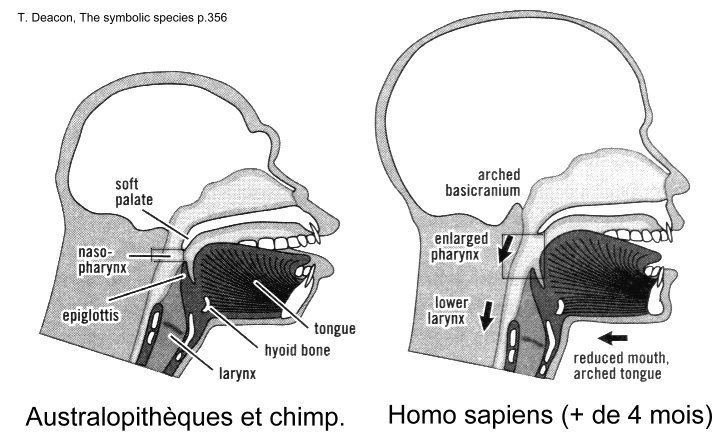 T. Deacon, The symbolic species p.356
soft
palate
naso-
pharynx
epiglottis
tongue
hyoid bone
larynx
Australopithèques et chimp.
arched
basicranium
enlarged
pharynx
lower
larynx
reduced mouth,
arched tongue
Homo sapiens (+ de 4 mois)